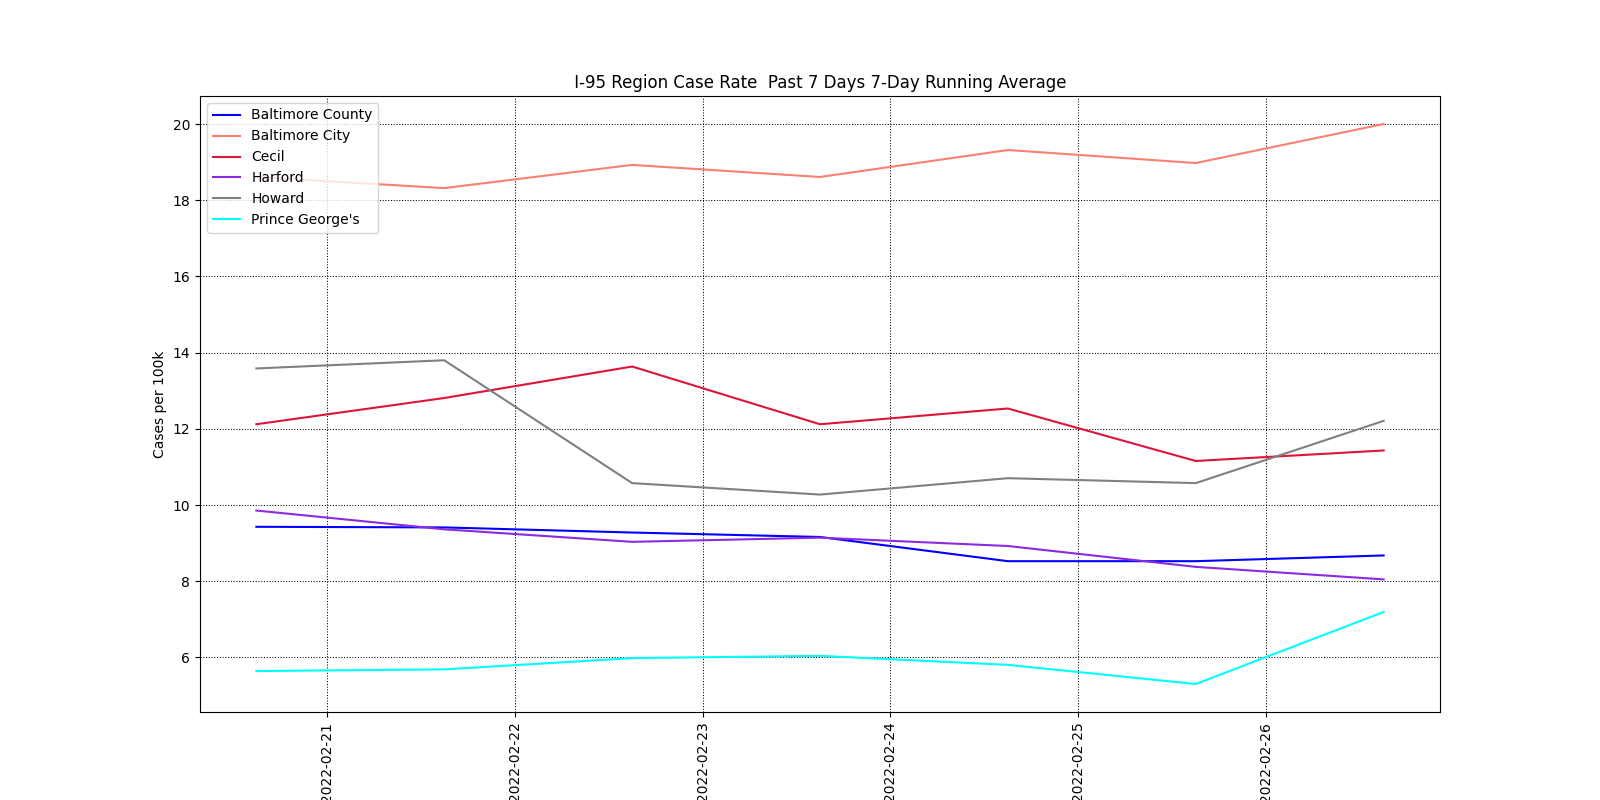 I-95 Region Case Rate  Past 7 Days 7-Day Running Average
Baltimore County
Baltimore City
Cecil
Harford
Howard
Prince George's
20
18
16
14
12
10
8
6
Cases per 100k
2022-02-21
2022-02-22
2022-02-23
2022-02-24
2022-02-25
2022-02-26